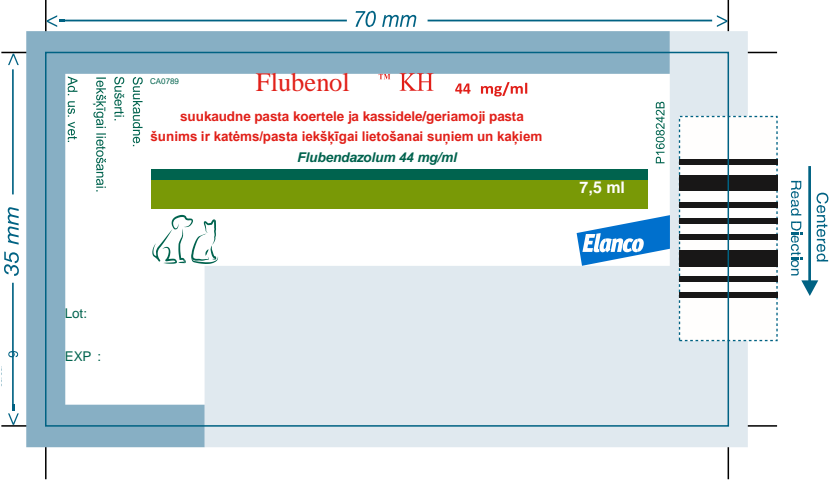 70 mm
35 mm
9
Ad. us. vet.
Iekšķīgai lietošanai.
Sušerti.
Suukaudne.
CA0789
Flubenol ™ KH 44 mg/ml
suukaudne pasta koertele ja kassidele/geriamoji pasta
šunims ir katėms/pasta iekšķīgai lietošanai suņiem un kaķiem
Flubendazolum 44 mg/ml
7,5 ml
Elanco
P1608242B
Lot:
EXP :
Centered
Read Diection